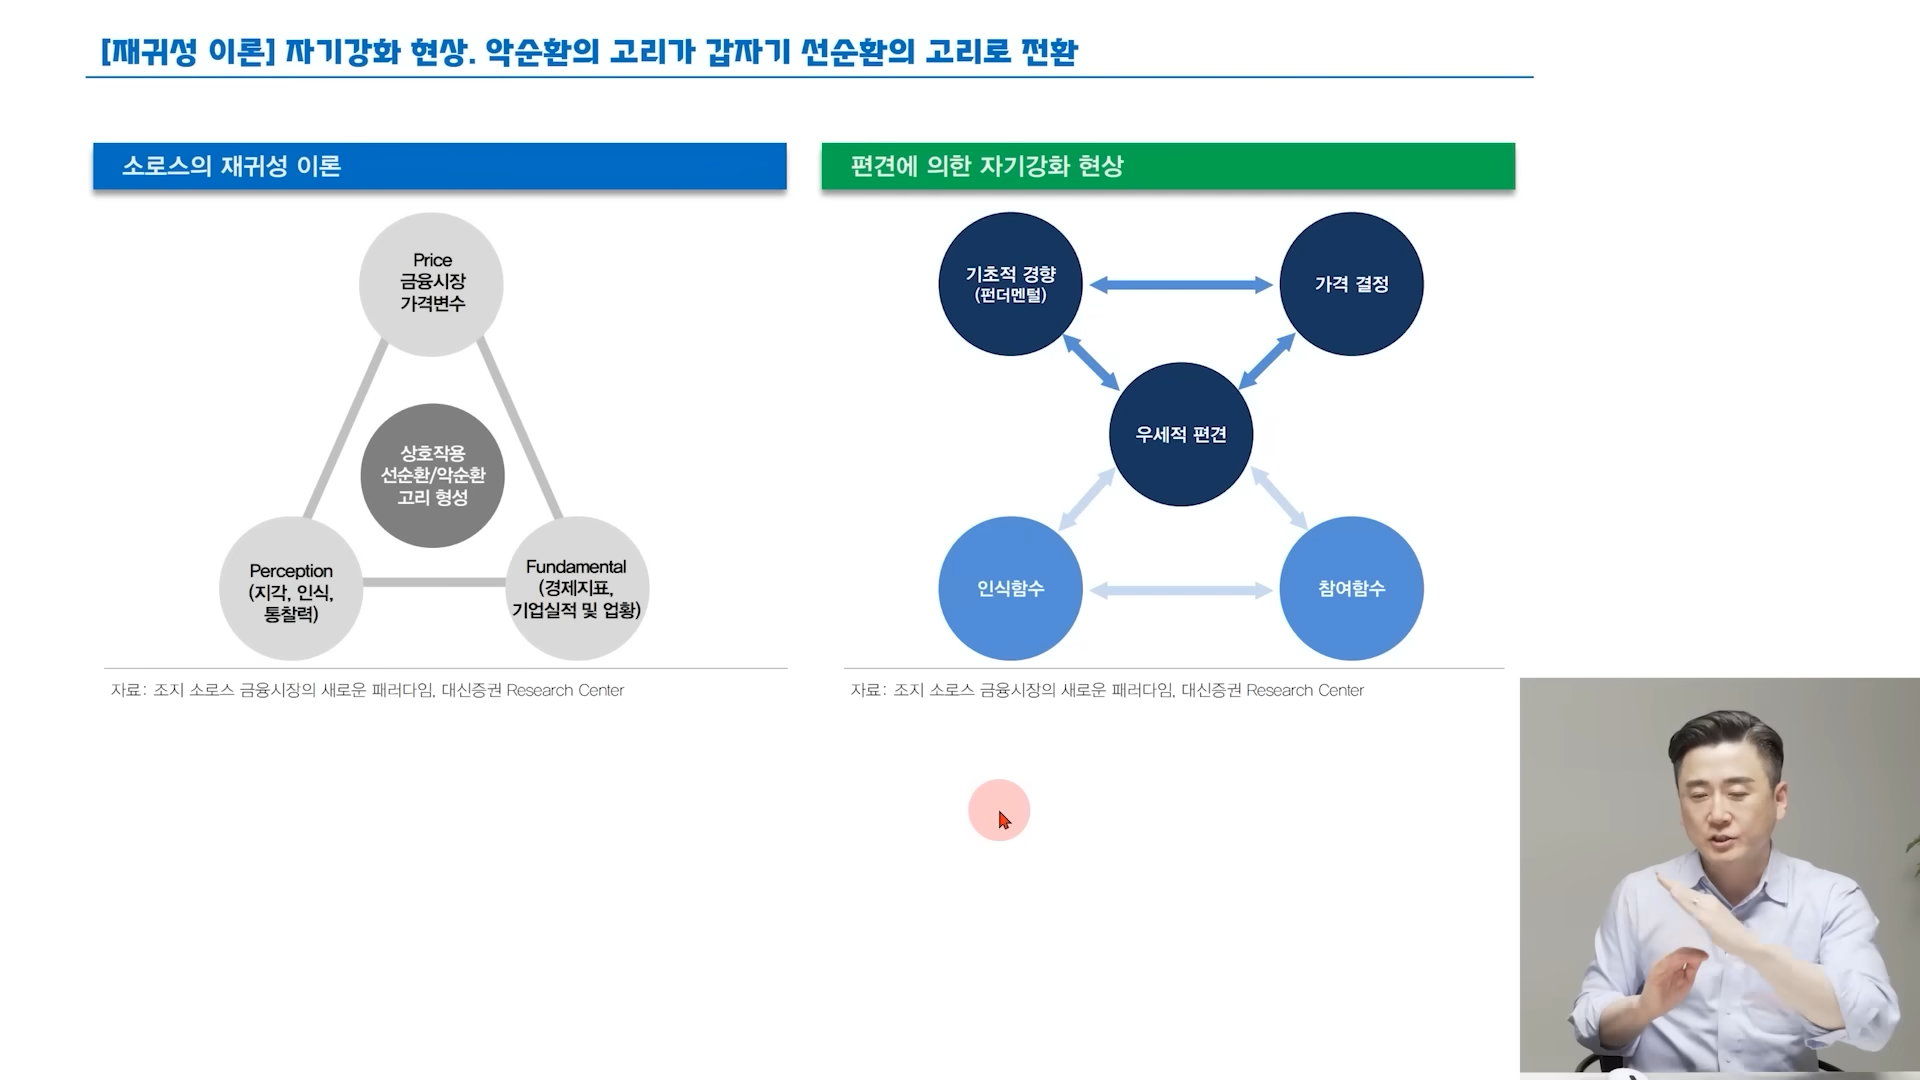 [재귀성 이론] 자기강화 현상. 악순환의 고리가 갑자기 선순환의 고리로 전환
소로스의 재귀성 이론
Price
금융시장
가격변수
상호작용
선순환/악순환
고리 형성
Perception
(지각, 인식,
통찰력)
Fundamental
(경제지표,
기업실적 및 업황)
자료: 조지 소로스 금융시장의 새로운 패러다임, 대신증권 Research Center
편견에 의한 자기강화 현상
기초적 경향
(펀더멘털)
가격 결정
우세적 편견
인식함수
참여함수
자료: 조지 소로스 금융시장의 새로운 패러다임, 대신증권 Research Center